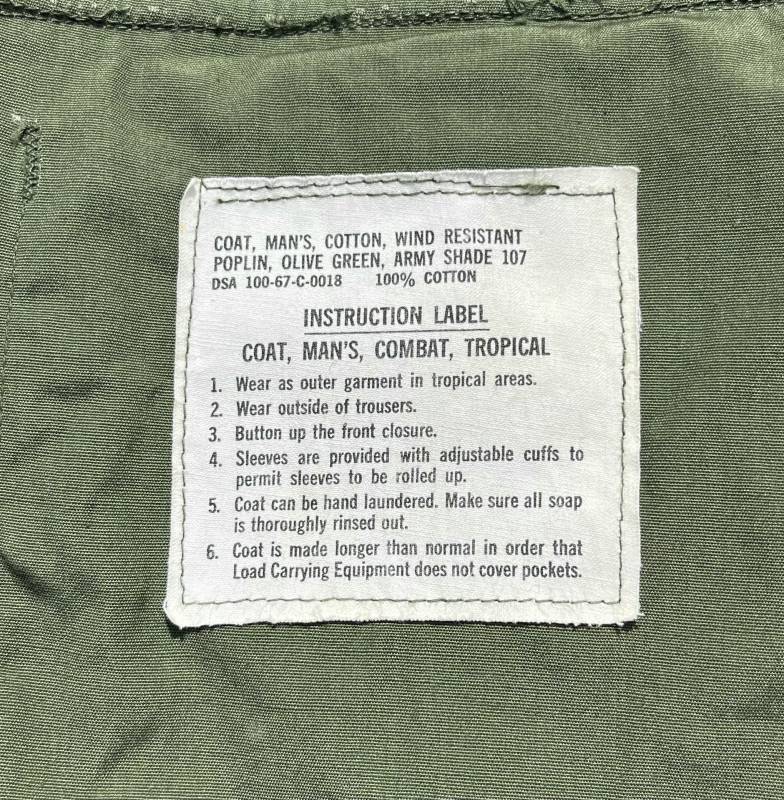 COAT, MAN'S, COTTON, WIND RESISTANT
POPLIN, OLIVE GREEN, ARMY SHADE 107
DSA 100-67-C-0018 100% COTTON
INSTRUCTION LABEL
COAT, MAN'S, COMBAT, TROPICAL
1. Wear as outer garment in tropical areas.
2. Wear outside of trousers.
3. Button up the front closure.
4. Sleeves are provided with adjustable cuffs to
permit sleeves to be rolled up.
5. Coat can be hand laundered. Make sure all soap
is thoroughly rinsed out.
6. Coat is made longer than normal in order that
Load Carrying Equipment does not cover pockets.